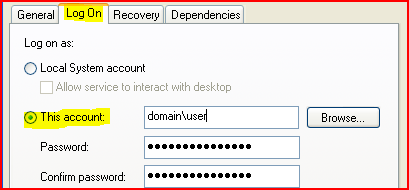 General Log On Recovery Dependencies
Log on as:
Local System account
Allow service to interact with desktop
This account: domain\user Browse...
Password: ●●●●●●●●●●●●●●●
Confirm password: ●●●●●●●●●●●●●●●